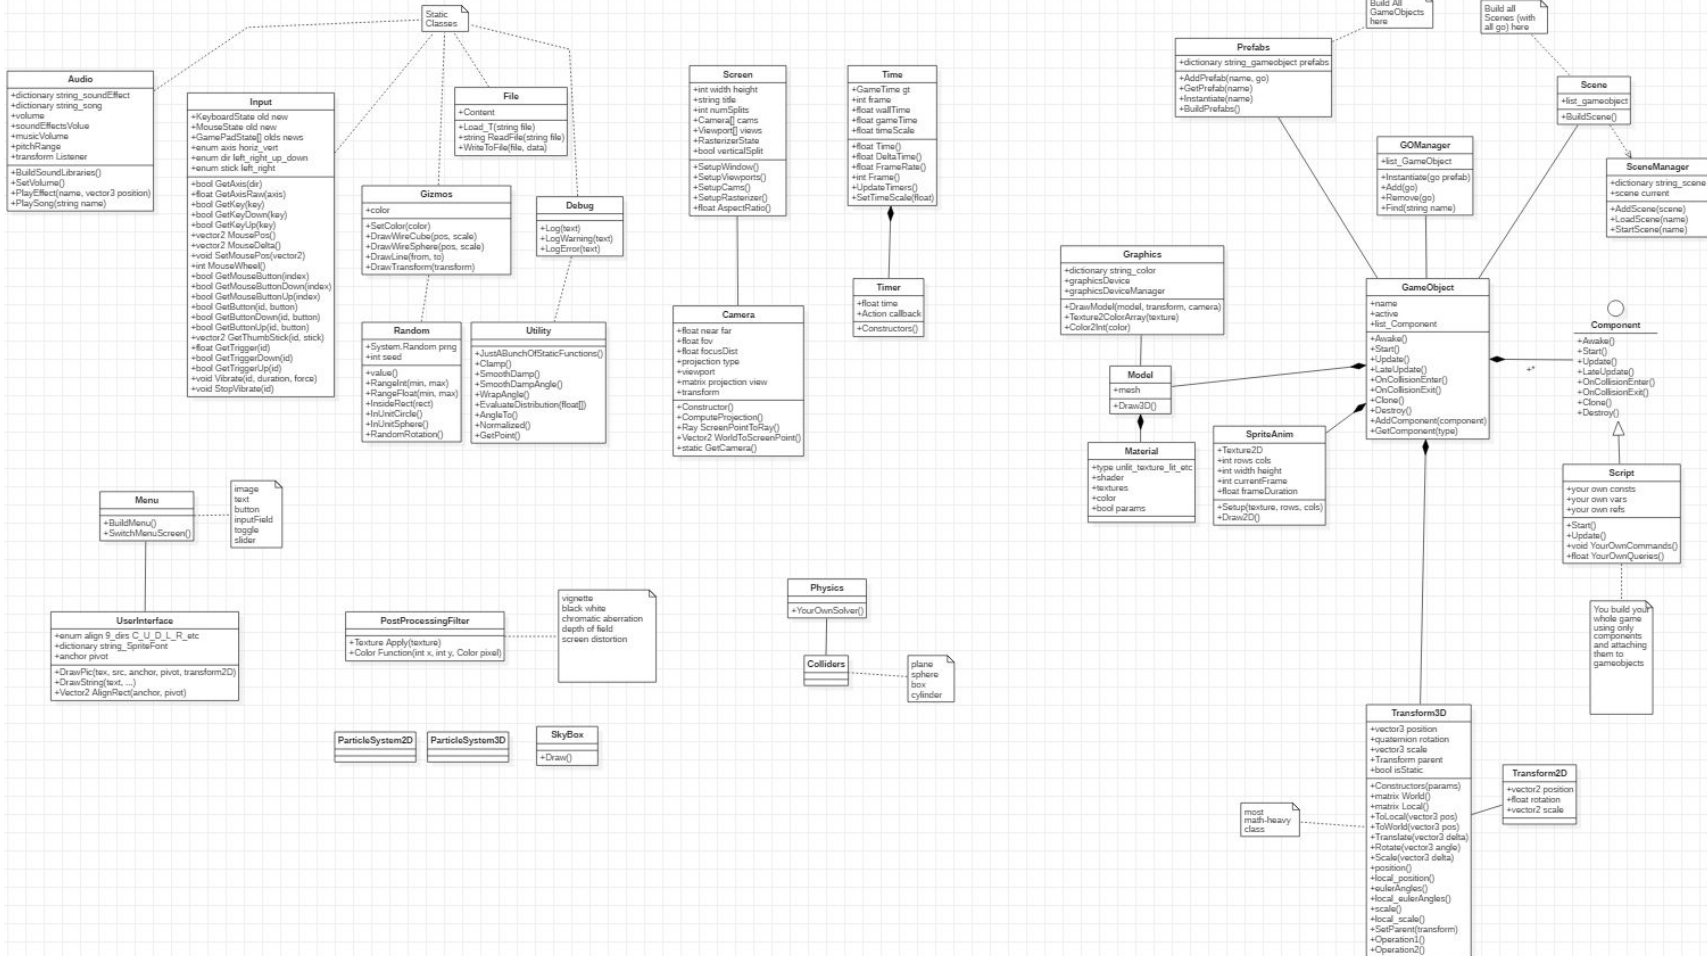 Static
Classes
Audio
+dictionary string_soundEffect
+dictionary string_song
+volume
+soundEffectsVolue
+musicVolume
+pitchRange
+transform Listener
+BuildSoundLibraries()
+SetVolume()
+PlayEffect(name, vector3 position)
+PlaySong(string name)
Input
+KeyboardState old new
+MouseState old new
+GamePadState[] olds news
+enum axis horiz_vert
+enum dir left_right_up_down
+enum stick left_right
+bool GetAxis(dir)
+float GetAxisRaw(axis)
+bool GetKey(key)
+bool GetKeyDown(key)
+bool GetKeyUp(key)
+vector2 MousePos()
+vector2 MouseDelta()
+void SetMousePos(vector2)
+int MouseWheel()
+bool GetMouseButton(index)
+bool GetMouseButtonDown(index)
+bool GetMouseButtonUp(index)
+bool GetButton(id, button)
+bool GetButtonDown(id, button)
+bool GetButtonUp(id, button)
+vector2 GetThumbStick(id, stick)
+float GetTrigger(id)
+bool GetTriggerDown(id)
+bool GetTriggerUp(id)
+void Vibrate(id, duration, force)
+void StopVibrate(id)
File
+Content
+Load_T(string file)
+string ReadFile(string file)
+WriteToFile(file, data)
Gizmos
+color
+SetColor(color)
+DrawWireCube(pos, scale)
+DrawWireSphere(pos, scale)
+DrawLine(from, to)
+DrawTransform(transform)
Debug
+Log(text)
+LogWarning(text)
+LogError(text)
Random
+System.Random prng
+int seed
+value()
+RangeInt(min, max)
+RangeFloat(min, max)
+InsideRect(rect)
+InUnitCircle()
+InUnitSphere()
+RandomRotation()
Utility
+JustABunchOfStaticFunctions()
+Clamp()
+SmoothDamp()
+SmoothDampAngle()
+WrapAngle()
+EvaluateDistribution(float[])
+AngleTo()
+Normalized()
+GetPoint()
Screen
+int width height
+string title
+int numSplits
+Camera[] cams
+Viewport[] views
+RasterizerState
+bool verticalSplit
+SetupWindow()
+SetupViewports()
+SetupCams()
+SetupRasterizer()
+float AspectRatio()
Camera
+float near far
+float fov
+float focusDist
+projection type
+viewport
+matrix projection view
+transform
+Constructor()
+ComputeProjection()
+Ray ScreenPointToRay()
+Vector2 WorldToScreenPoint()
+static GetCamera()
Time
+GameTime gt
+int frame
+float wallTime
+float gameTime
+float timeScale
+float Time()
+float DeltaTime()
+float FrameRate()
+int Frame()
+UpdateTimers()
+SetTimeScale(float)
Timer
+float time
+Action callback
+Constructors()
Build All
GameObjects
here
Build all
Scenes (with
all go) here
Prefabs
+dictionary string_gameobject prefabs
+AddPrefab(name, go)
+GetPrefab(name)
+Instantiate(name)
+BuildPrefabs()
Scene
+list_gameobject
+BuildScene()
GOManager
+list_GameObject
+Instantiate(go prefab)
+Add(go)
+Remove(go)
+Find(string name)
SceneManager
+dictionary string_scene
+scene current
+AddScene(scene)
+LoadScene(name)
+StartScene(name)
Graphics
+dictionary string_color
+graphicsDevice
+graphicsDeviceManager
+DrawModel(model, transform, camera)
+Texture2ColorArray(texture)
+Color2Int(color)
GameObject
+name
+active
+list_Component
+Awake()
+Start()
+Update()
+LateUpdate()
+OnCollisionEnter()
+OnCollisionExit()
+Clone()
+Destroy()
+AddComponent(component)
+GetComponent(type)
Component
+Awake()
+Start()
+Update()
+LateUpdate()
+OnCollisionEnter()
+OnCollisionExit()
+Clone()
+Destroy()
+*
Model
+mesh
+Draw3D()
Material
+type unlit_texture_lit_etc
+shader
+textures
+color
+bool params
SpriteAnim
+Texture2D
+int rows cols
+int width height
+int currentFrame
+float frameDuration
+Setup(texture, rows, cols)
+Draw2D()
Script
+your own consts
+your own vars
+your own refs
+Start()
+Update()
+void YourOwnCommands()
+float YourOwnQueries()
You build your
whole game
using only
components
and attaching
them to
gameobjects
Menu
+BuildMenu()
+SwitchMenuScreen()
image
text
button
inputField
toggle
slider
UserInterface
+enum align 9_dirs C_U_D_L_R_etc
+dictionary string_SpriteFont
+anchor pivot
+DrawPic(tex, src, anchor, pivot, transform2D)
+DrawString(text, ...)
+Vector2 AlignRect(anchor, pivot)
PostProcessingFilter
+Texture Apply(texture)
+Color Function(int x, int y, Color pixel)
vignette
black white
chromatic aberration
depth of field
screen distortion
Physics
+YourOwnSolver()
Colliders
plane
sphere
box
cylinder
ParticleSystem2D
ParticleSystem3D
SkyBox
+Draw()
Transform3D
+vector3 position
+quaternion rotation
+vector3 scale
+Transform parent
+bool isStatic
+Constructors(params)
+matrix World()
+matrix Local()
+ToLocal(vector3 pos)
+ToWorld(vector3 pos)
+Translate(vector3 delta)
+Rotate(vector3 angle)
+Scale(vector3 delta)
+position()
+local_position()
+eulerAngles()
+local_eulerAngles()
+scale()
+local_scale()
+SetParent(transform)
+Operation1()
+Operation2()
Transform2D
+vector2 position
+float rotation
+vector2 scale
most
math-heavy
class